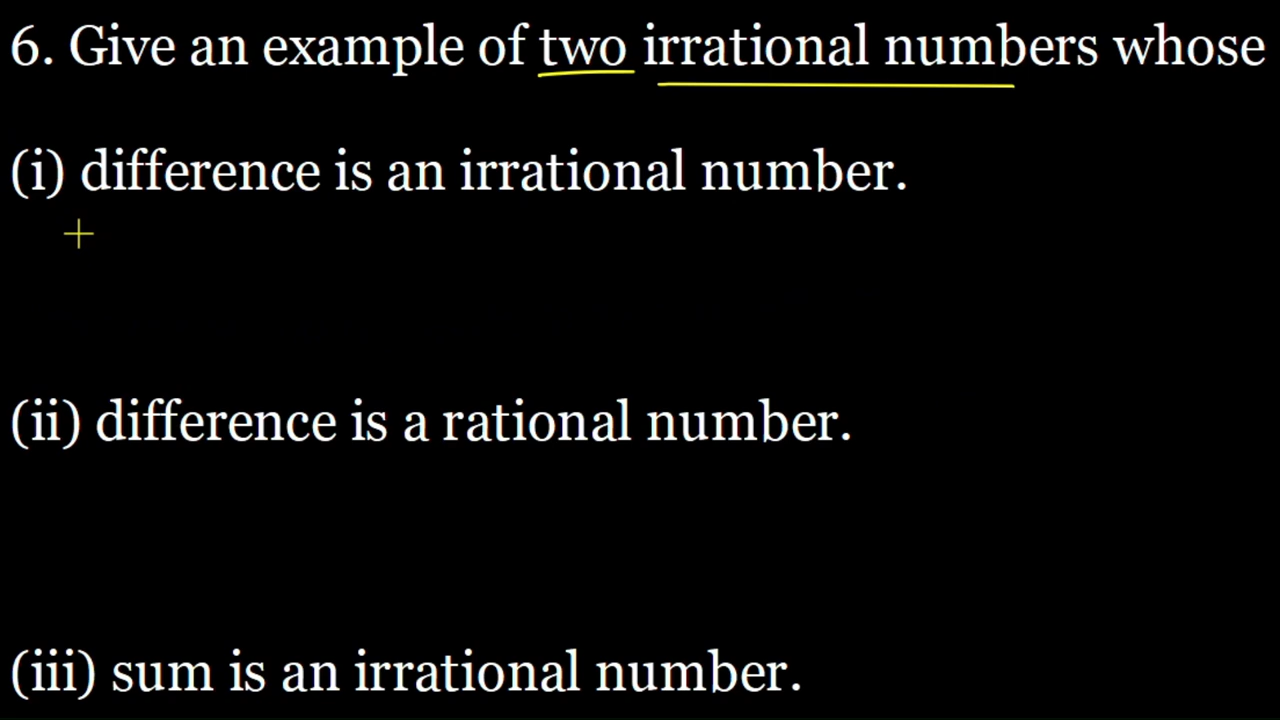 6. Give an example of two irrational numbers whose
(i) difference is an irrational number.
(ii) difference is a rational number.
(iii) sum is an irrational number.